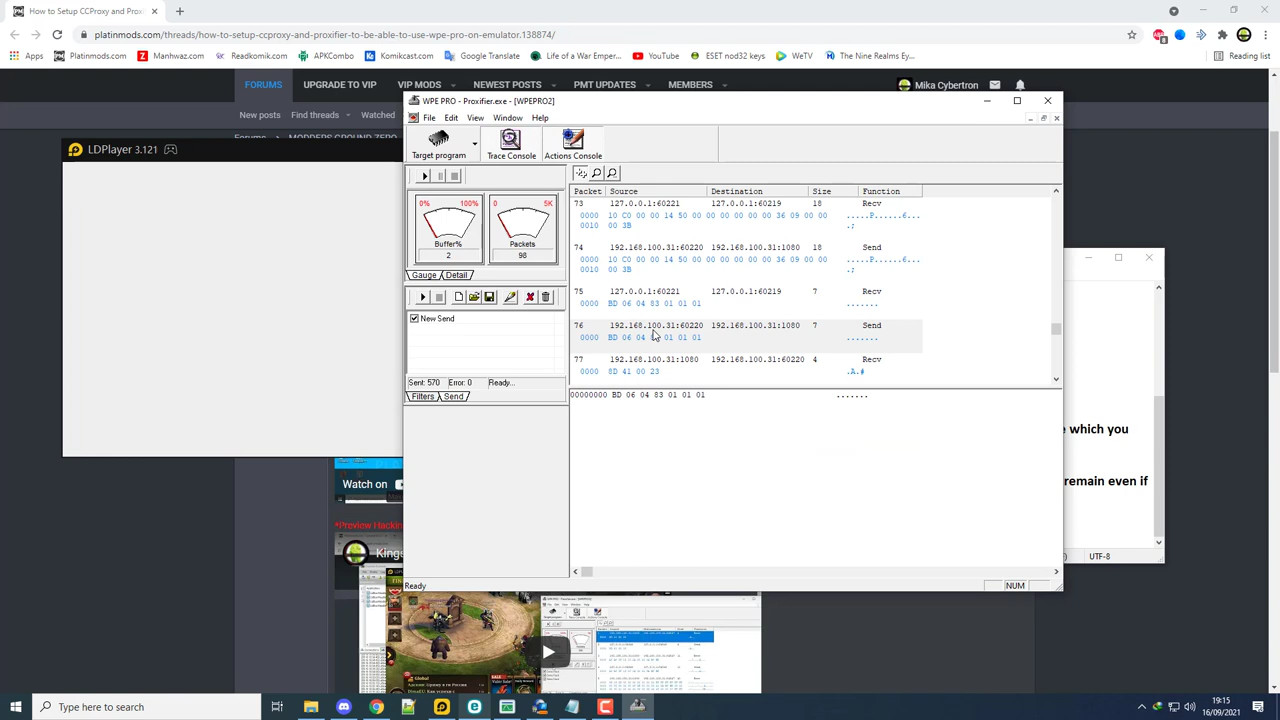 How to Setup CCProxy and Proxi
platinmods.com/threads/how-to-setup-ccproxy-and-proxifier-to-be-able-to-use-wpe-pro-on-emulator.138874/
Apps Platinmods.com Manhwaz.com Readkomik.com APKCombo Komikcast.com Google Translate Life of a War Emper... YouTube ESET nod32 keys WeTV The Nine Realms Ey... Reading list
FORUMS UPGRADE TO VIP VIP MODS NEWEST POSTS PMT UPDATES MEMBERS Mika Cybertron
New posts Find threads Watched
WPE PRO - Proxifier.exe - [WPEPRO2]
File Edit View Window Help
LDPlayer 3.121
Target program Trace Console Actions Console
Packet Source Destination Size Function
73 127.0.0.1:60221 127.0.0.1:60219 18 Recv
0000 10 C0 00 00 14 50 00 00 00 00 00 00 36 09 00 00 .....P......6...
0010 00 3B .;
74 192.168.100.31:60220 192.168.100.31:1080 18 Send
0000 10 C0 00 00 14 50 00 00 00 00 00 00 36 09 00 00 .....P......6...
0010 00 3B .;
75 127.0.0.1:60221 127.0.0.1:60219 7 Recv
0000 BD 06 04 83 01 01 01 .......
76 192.168.100.31:60220 192.168.100.31:1080 7 Send
0000 BD 06 04 01 01 01 .......
77 192.168.100.31:1080 192.168.100.31:60220 4 Recv
0000 8D 41 00 23 .A.#
0% 100% 0 5K
Buffer% Packets
2 98
Gauge Detail
New Send
Sent: 570 Error: 0 Ready...
Filters Send
00000000 BD 06 04 83 01 01 01 .......
e which you
remain even if
Watch on
*Preview Hackin
Kings
Ready NUM
UTF-8
Type here to search
19:15
16/09/2021